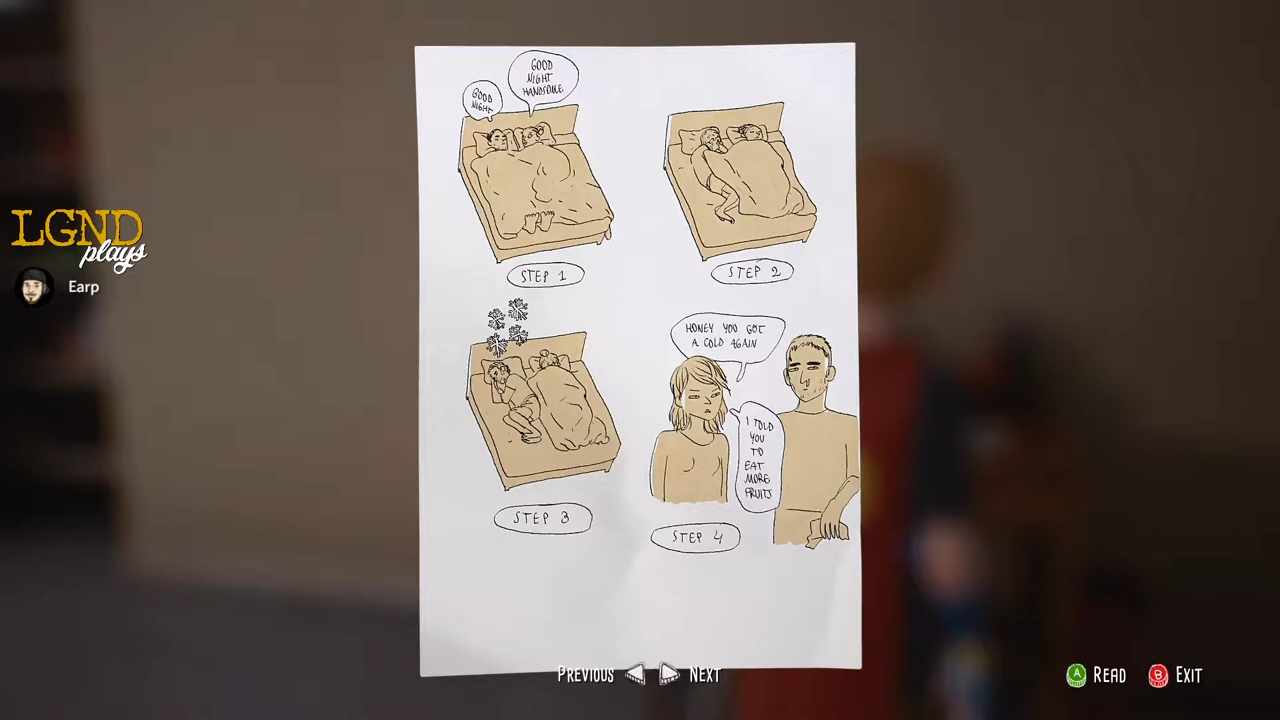 GOOD
NIGHT
GOOD
NIGHT
HANDSOME
STEP 1
STEP 2
STEP 3
HONEY YOU GOT
A COLD AGAIN
I TOLD
YOU
TO
EAT
MORE
FRUITS
STEP 4
LGND
plays
Earp
PREVIOUS
NEXT
A READ
B EXIT